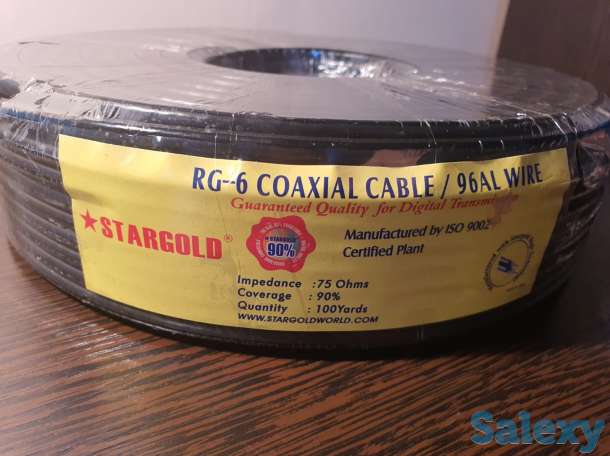 RG--6 COAXIAL CABLE / 96AL WIRE
Guaranteed Quality for Digital
★STARGOLD®
★ STARGOLD
90%
Manufactured by ISO 9002
Certified Plant
Impedance : 75 Ohms
Coverage : 90%
Quantity : 100Yards
WWW.STARGOLDWORLD.COM
Salexy